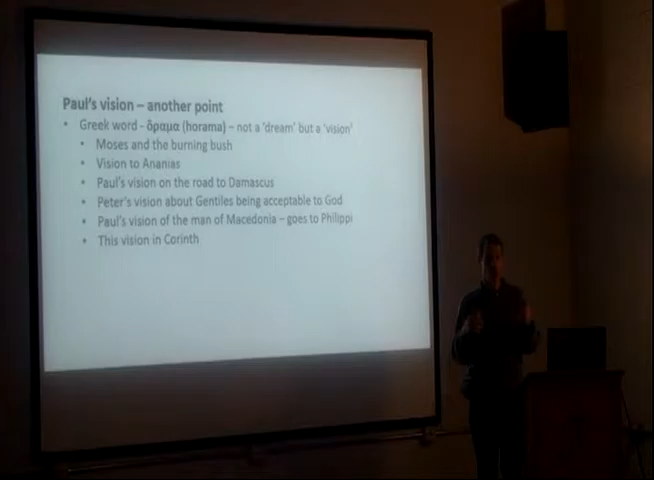 Paul's vision – another point
• Greek word - ὅραμα (horama) – not a 'dream' but a 'vision'
• Moses and the burning bush
• Vision to Ananias
• Paul's vision on the road to Damascus
• Peter's vision about Gentiles being acceptable to God
• Paul's vision of the man of Macedonia – goes to Philippi
• This vision in Corinth